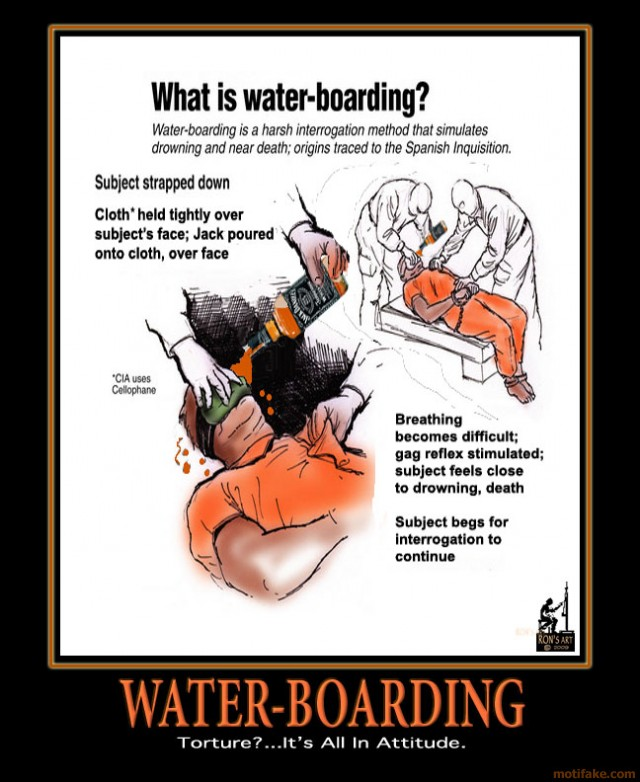 What is water-boarding?
Water-boarding is a harsh interrogation method that simulates
drowning and near death; origins traced to the Spanish Inquisition.
Subject strapped down
Cloth* held tightly over
subject's face; Jack poured
onto cloth, over face
*CIA uses
Cellophane
Breathing
becomes difficult;
gag reflex stimulated;
subject feels close
to drowning, death
Subject begs for
interrogation to
continue
RON'S ART
© 2009
WATER-BOARDING
Torture?...It's All In Attitude.
motifake.com